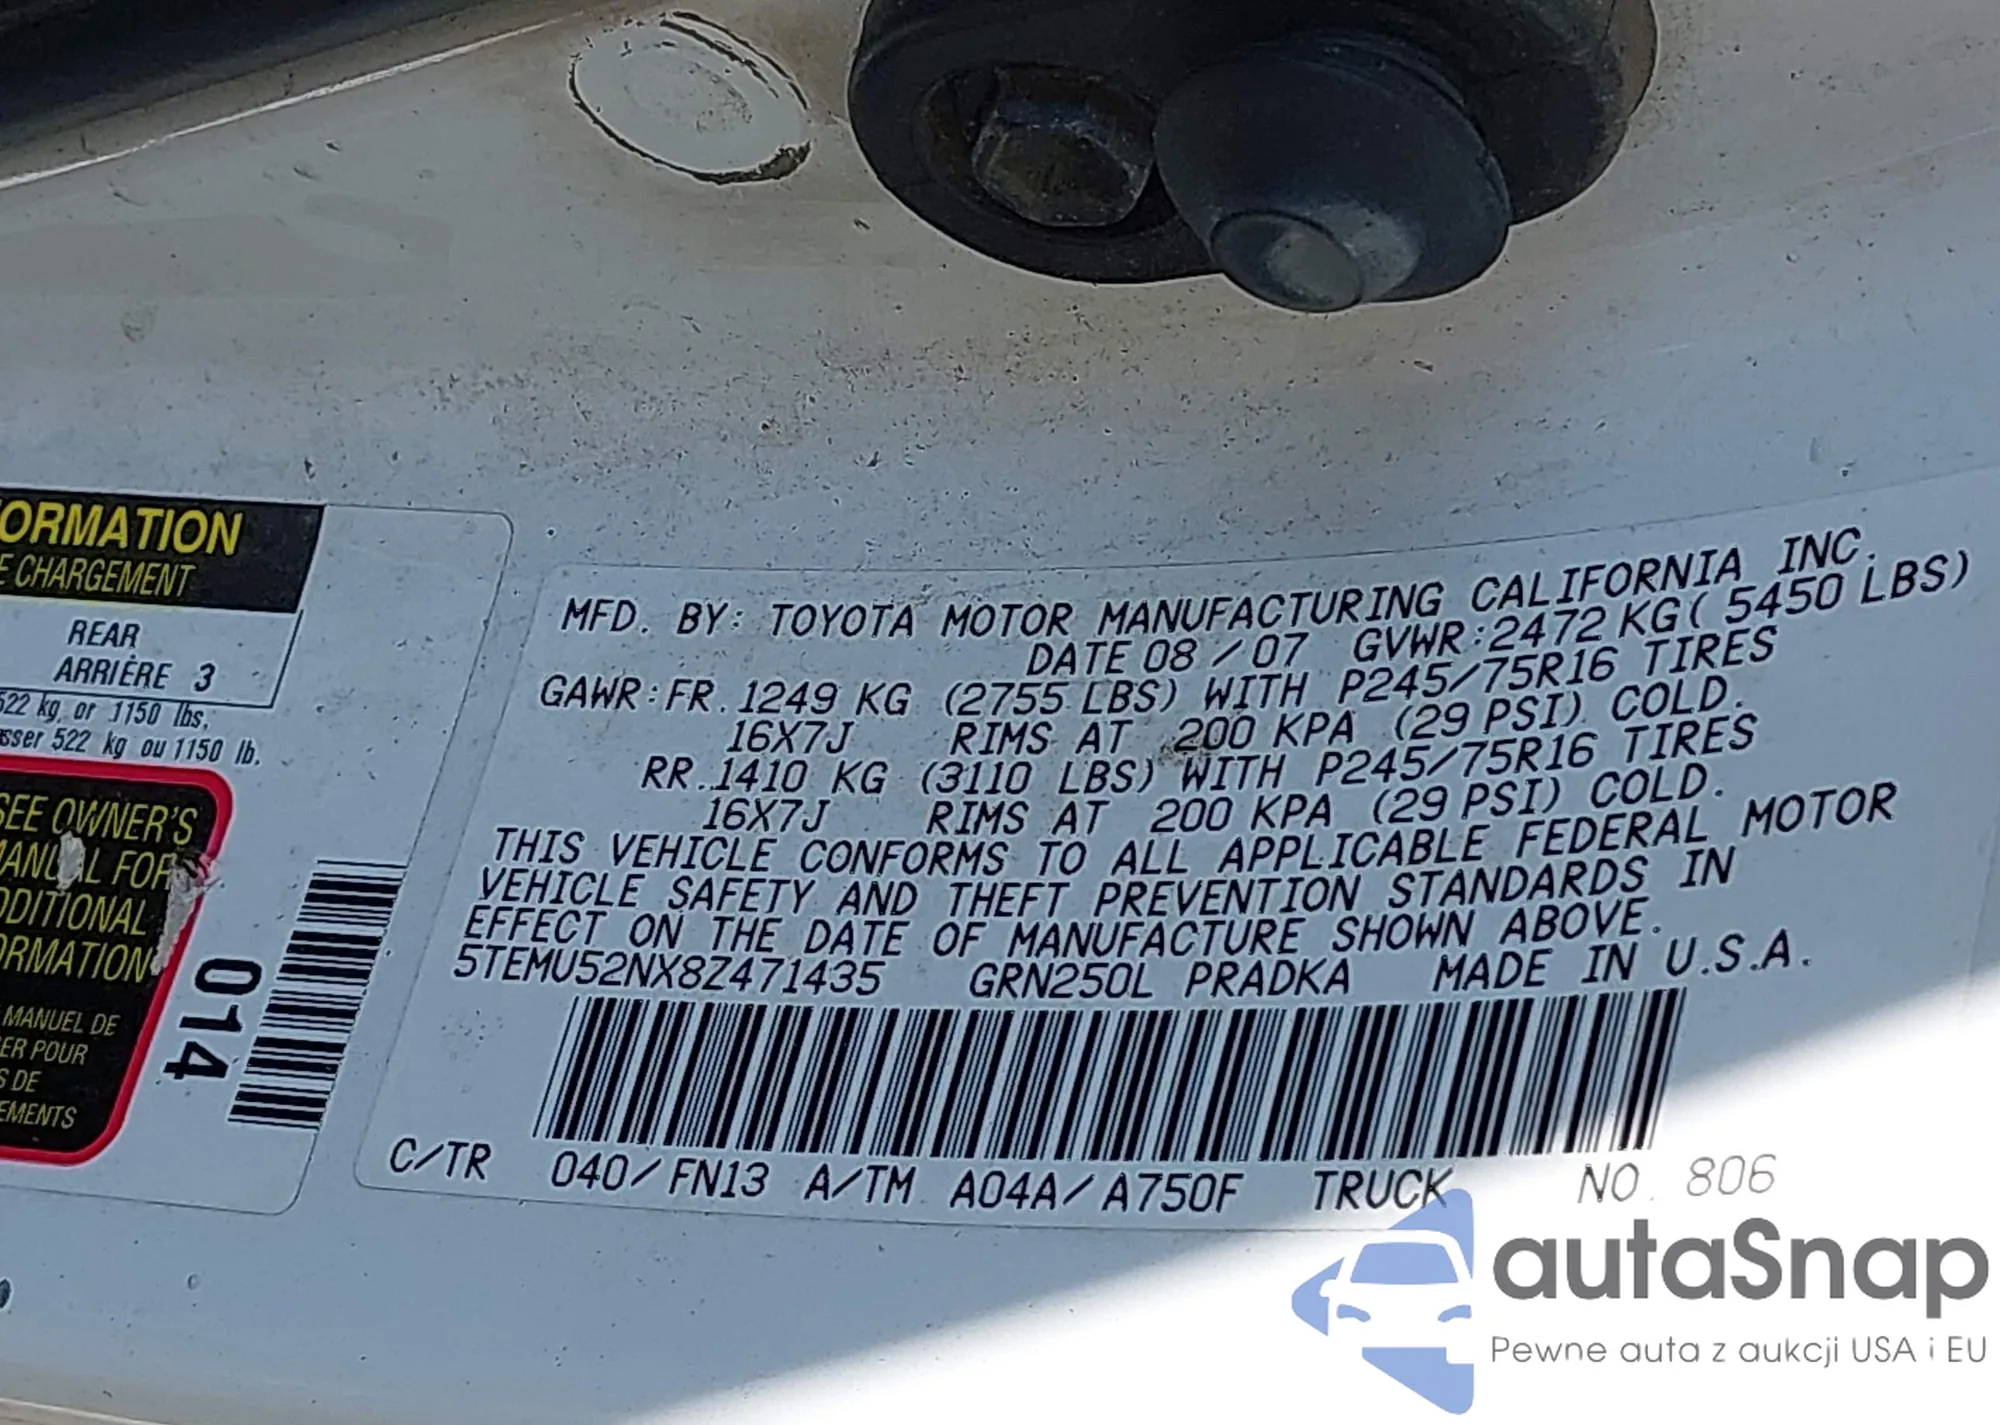 ORMATION
E CHARGEMENT
REAR
ARRIÈRE 3
522 kg or 1150 lbs,
sser 522 kg ou 1150 lb.
SEE OWNER'S
MANUAL FOR
DDITIONAL
ORMATION
MANUEL DE
ER POUR
S DE
EMENTS
014
MFD. BY: TOYOTA MOTOR MANUFACTURING CALIFORNIA INC.
DATE 08 / 07 GVWR:2472 KG( 5450 LBS)
GAWR:FR. 1249 KG (2755 LBS) WITH P245/75R16 TIRES
16X7J RIMS AT 200 KPA (29 PSI) COLD.
RR. 1410 KG (3110 LBS) WITH P245/75R16 TIRES
16X7J RIMS AT 200 KPA (29 PSI) COLD.
THIS VEHICLE CONFORMS TO ALL APPLICABLE FEDERAL MOTOR
VEHICLE SAFETY AND THEFT PREVENTION STANDARDS IN
EFFECT ON THE DATE OF MANUFACTURE SHOWN ABOVE.
5TEMU52NX8Z471435 GRN250L PRADKA MADE IN U.S.A.
C/TR 040/FN13 A/TM A04A/A750F TRUCK NO. 806
autaSnap
Pewne auta z aukcji USA i EU